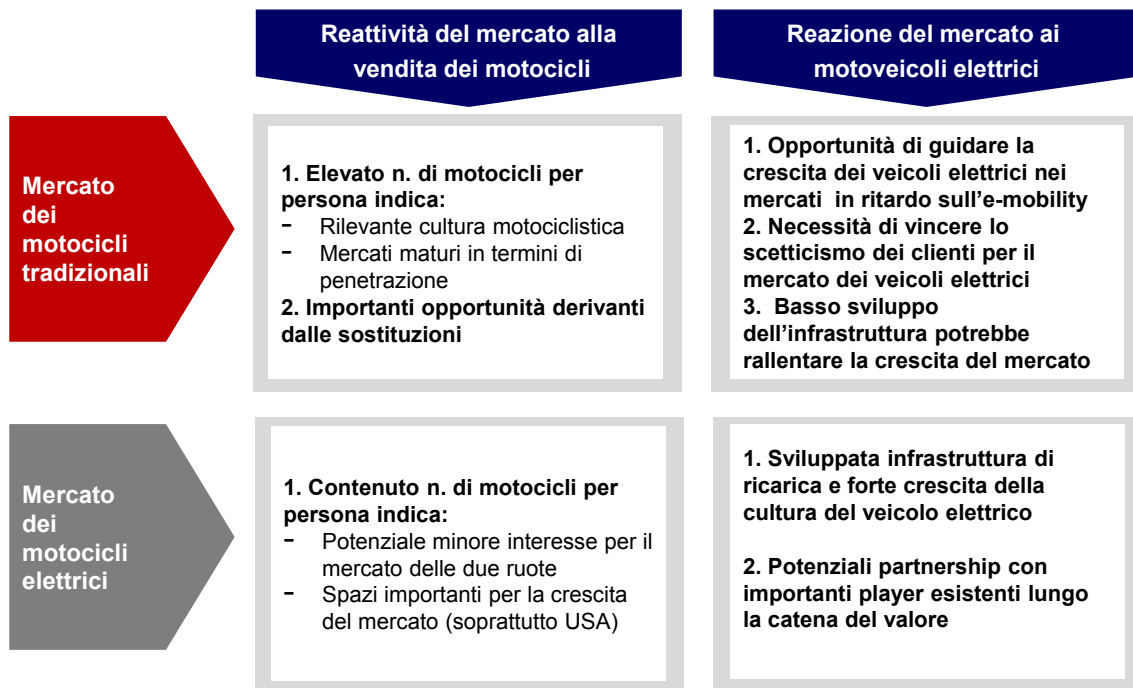 Reattività del mercato alla
vendita dei motocicli
Reazione del mercato ai
motoveicoli elettrici
Mercato
dei
motocicli
tradizionali
1. Elevato n. di motocicli per
persona indica:
- Rilevante cultura motociclistica
- Mercati maturi in termini di
penetrazione
2. Importanti opportunità derivanti
dalle sostituzioni
1. Opportunità di guidare la
crescita dei veicoli elettrici nei
mercati in ritardo sull'e-mobility
2. Necessità di vincere lo
scetticismo dei clienti per il
mercato dei veicoli elettrici
3. Basso sviluppo
dell'infrastruttura potrebbe
rallentare la crescita del mercato
Mercato
dei
motocicli
elettrici
1. Contenuto n. di motocicli per
persona indica:
- Potenziale minore interesse per il
mercato delle due ruote
- Spazi importanti per la crescita
del mercato (soprattutto USA)
1. Sviluppata infrastruttura di
ricarica e forte crescita della
cultura del veicolo elettrico
2. Potenziali partnership con
importanti player esistenti lungo
la catena del valore